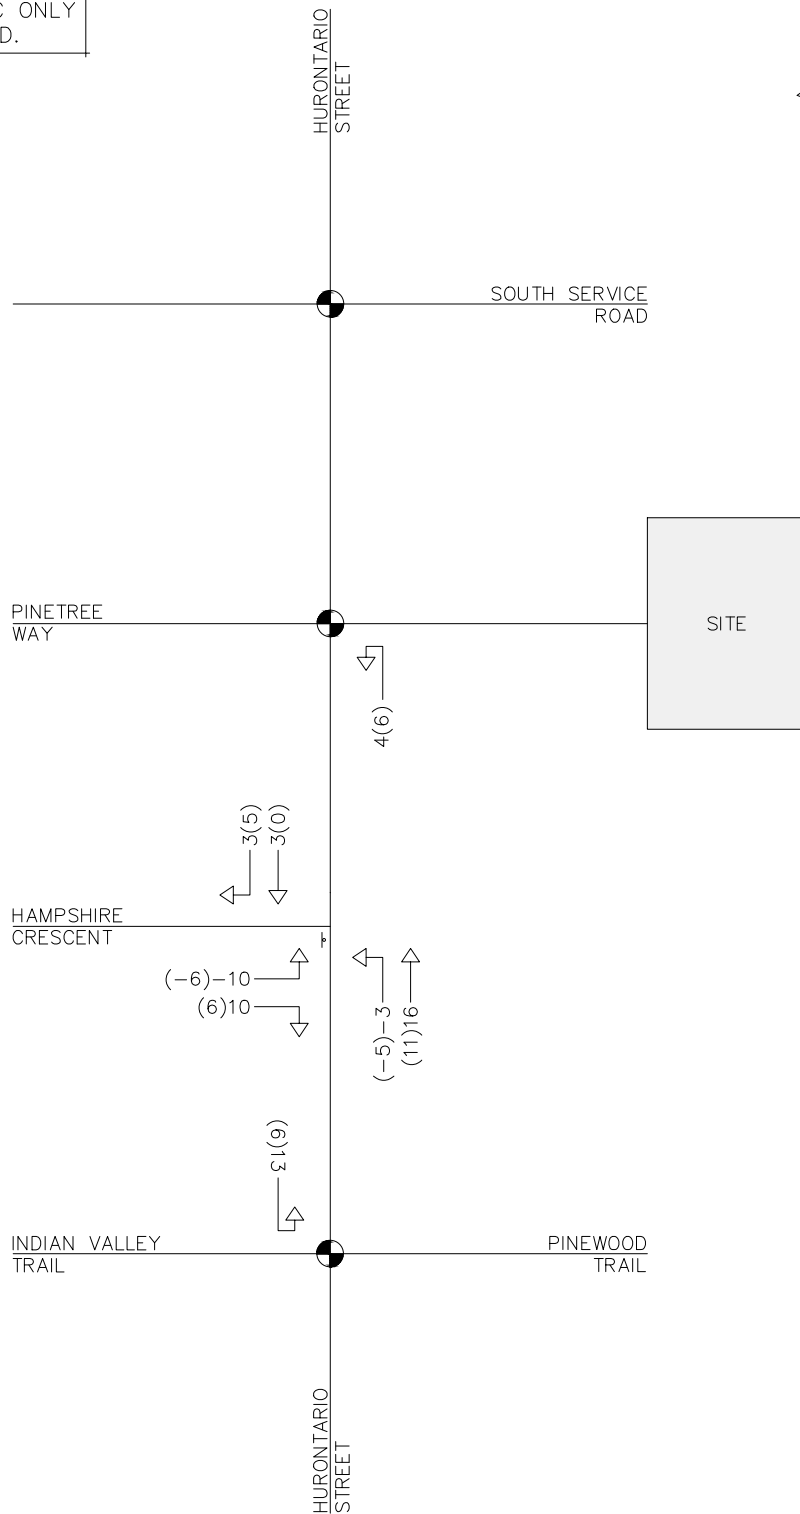 C ONLY
D.
HURONTARIO
STREET
SOUTH SERVICE
ROAD
PINETREE
WAY
SITE
4(6)
3(5)
3(0)
HAMPSHIRE
CRESCENT
(-6)-10
(6)10
(-5)-3
(11)16
(6)13
INDIAN VALLEY
TRAIL
PINEWOOD
TRAIL
HURONTARIO
STREET